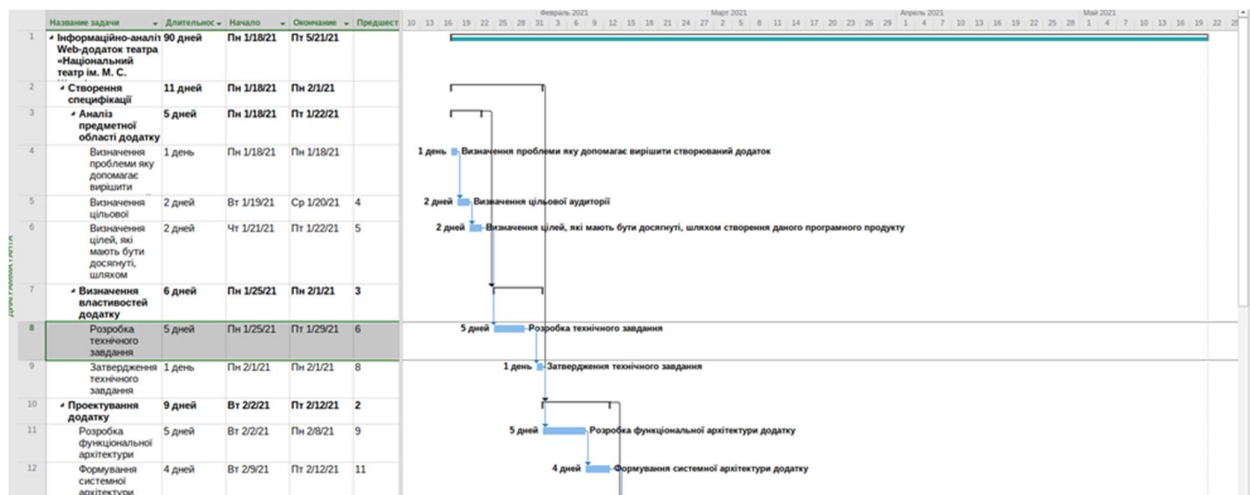 Февраль 2021 Март 2021 Апрель 2021 Май 2021
Название задачи Длительнос Начало Окончание Предшест 10 13 16 19 22 25 28 31 3 6 9 12 15 18 21 24 27 2 5 8 11 14 17 20 23 26 29 1 4 7 10 13 16 19 22 25 28 1 4 7 10 13 16 19 22 25
1 Інформаційно-аналіт 90 дней Пн 1/18/21 Пт 5/21/21
Web-додаток театра
«Національний
театр ім. М. С.
2 Створення 11 дней Пн 1/18/21 Пн 2/1/21
специфікації
3 Аналіз 5 дней Пн 1/18/21 Пт 1/22/21
предметної
області додатку
4 Визначення 1 день Пн 1/18/21 Пн 1/18/21 1 день Визначення проблеми яку допомагає вирішити створюваний додаток
проблеми яку
допомагає
вирішити
5 Визначення 2 дней Вт 1/19/21 Ср 1/20/21 4 2 дней Визначення цільової аудиторії
цільової
6 Визначення 2 дней Чт 1/21/21 Пт 1/22/21 5 2 дней Визначення цілей, які мають бути досягнуті, шляхом створення даного програмного продукту
цілей, які
мають бути
досягнуті,
шляхом
7 Визначення 6 дней Пн 1/25/21 Пн 2/1/21 3
властивостей
додатку
8 Розробка 5 дней Пн 1/25/21 Пт 1/29/21 6 5 дней Розробка технічного завдання
технічного
завдання
9 Затвердження 1 день Пн 2/1/21 Пн 2/1/21 8 1 день Затвердження технічного завдання
технічного
завдання
10 Проектування 9 дней Вт 2/2/21 Пт 2/12/21 2
додатку
11 Розробка 5 дней Вт 2/2/21 Пн 2/8/21 9 5 дней Розробка функціональної архітектури додатку
функціональної
архітектури
12 Формування 4 дней Вт 2/9/21 Пт 2/12/21 11 4 дней Формування системної архітектури додатку
системної
архітектури